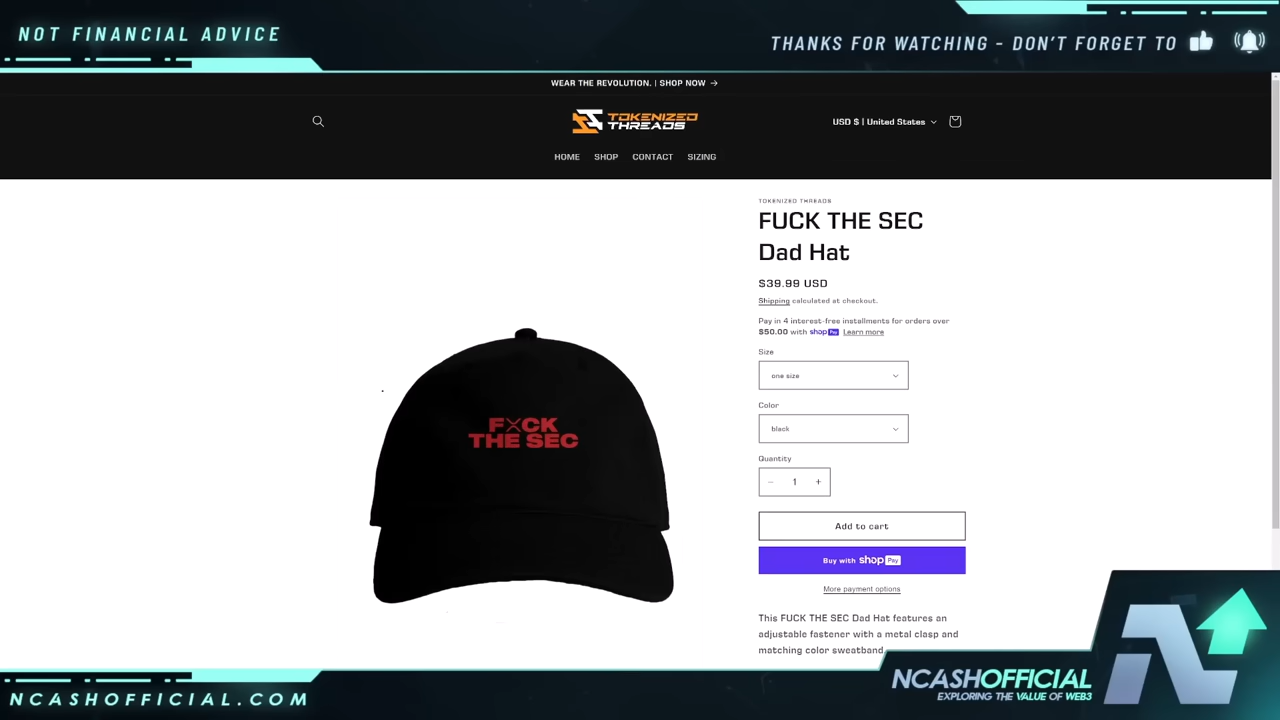 NOT FINANCIAL ADVICE
THANKS FOR WATCHING - DON'T FORGET TO
WEAR THE REVOLUTION. | SHOP NOW →
TOKENIZED
THREADS
USD $ | United States
HOME SHOP CONTACT SIZING
TOKENIZED THREADS
FUCK THE SEC
Dad Hat
$39.99 USD
Shipping calculated at checkout.
Pay in 4 interest-free installments for orders over
$50.00 with shop Pay Learn more
Size
one size
Color
black
Quantity
− 1 +
Add to cart
Buy with shop Pay
More payment options
This FUCK THE SEC Dad Hat features an
adjustable fastener with a metal clasp and
matching color sweatband.
FXCK
THE SEC
NCASHOFFICIAL.COM
NCASHOFFICIAL
EXPLORING THE VALUE OF WEB3